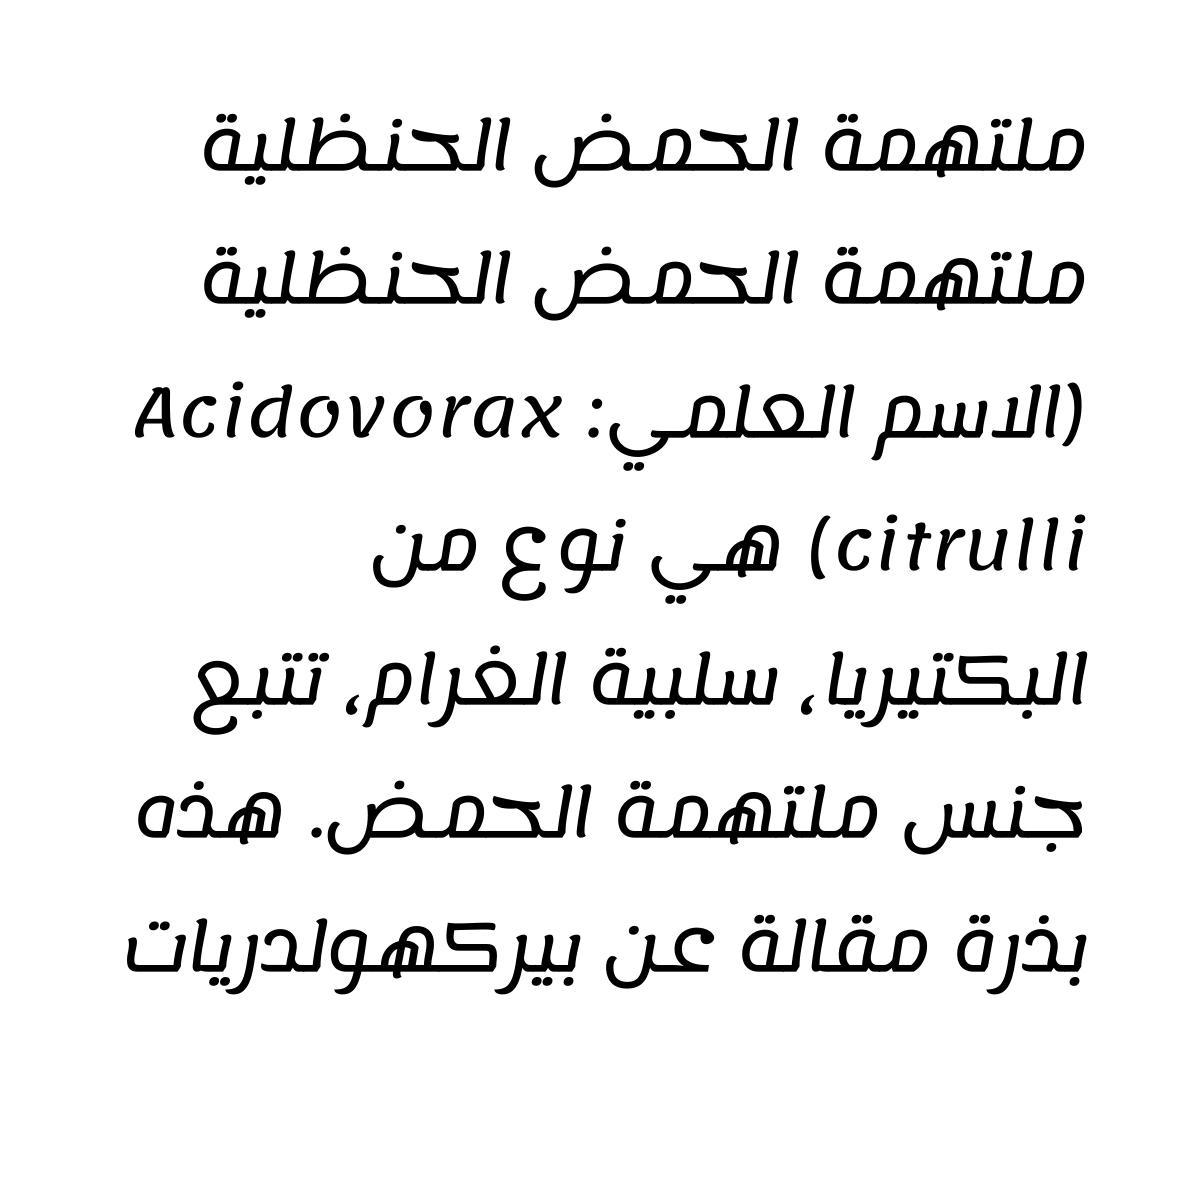 ملتهمة الحمض الحنظلية
ملتهمة الحمض الحنظلية
(الاسم العلمي: Acidovorax
citrulli) هي نوع من
البكتيريا، سلبية الغرام، تتبع
جنس ملتهمة الحمض. هذه
بذرة مقالة عن بيركهولدريات